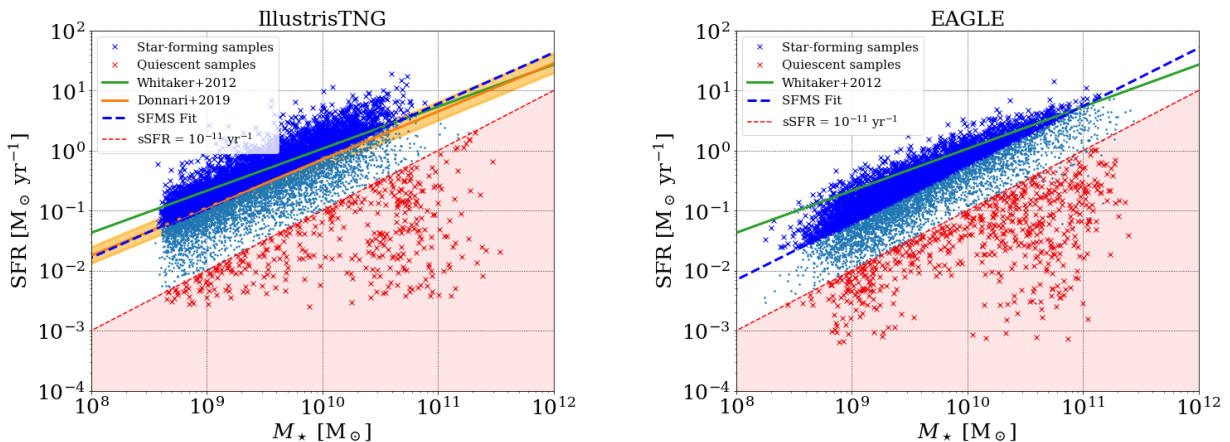 IllustrisTNG
10²
10¹
10⁰
10⁻¹
10⁻²
10⁻³
10⁻⁴
SFR [M⊙ yr⁻¹]
Star-forming samples
Quiescent samples
Whitaker+2012
Donnari+2019
SFMS Fit
sSFR = 10⁻¹¹ yr⁻¹
10⁸
10⁹
10¹⁰
10¹¹
10¹²
M⋆ [M⊙]
EAGLE
10²
10¹
10⁰
10⁻¹
10⁻²
10⁻³
10⁻⁴
SFR [M⊙ yr⁻¹]
Star-forming samples
Quiescent samples
Whitaker+2012
SFMS Fit
sSFR = 10⁻¹¹ yr⁻¹
10⁸
10⁹
10¹⁰
10¹¹
10¹²
M⋆ [M⊙]